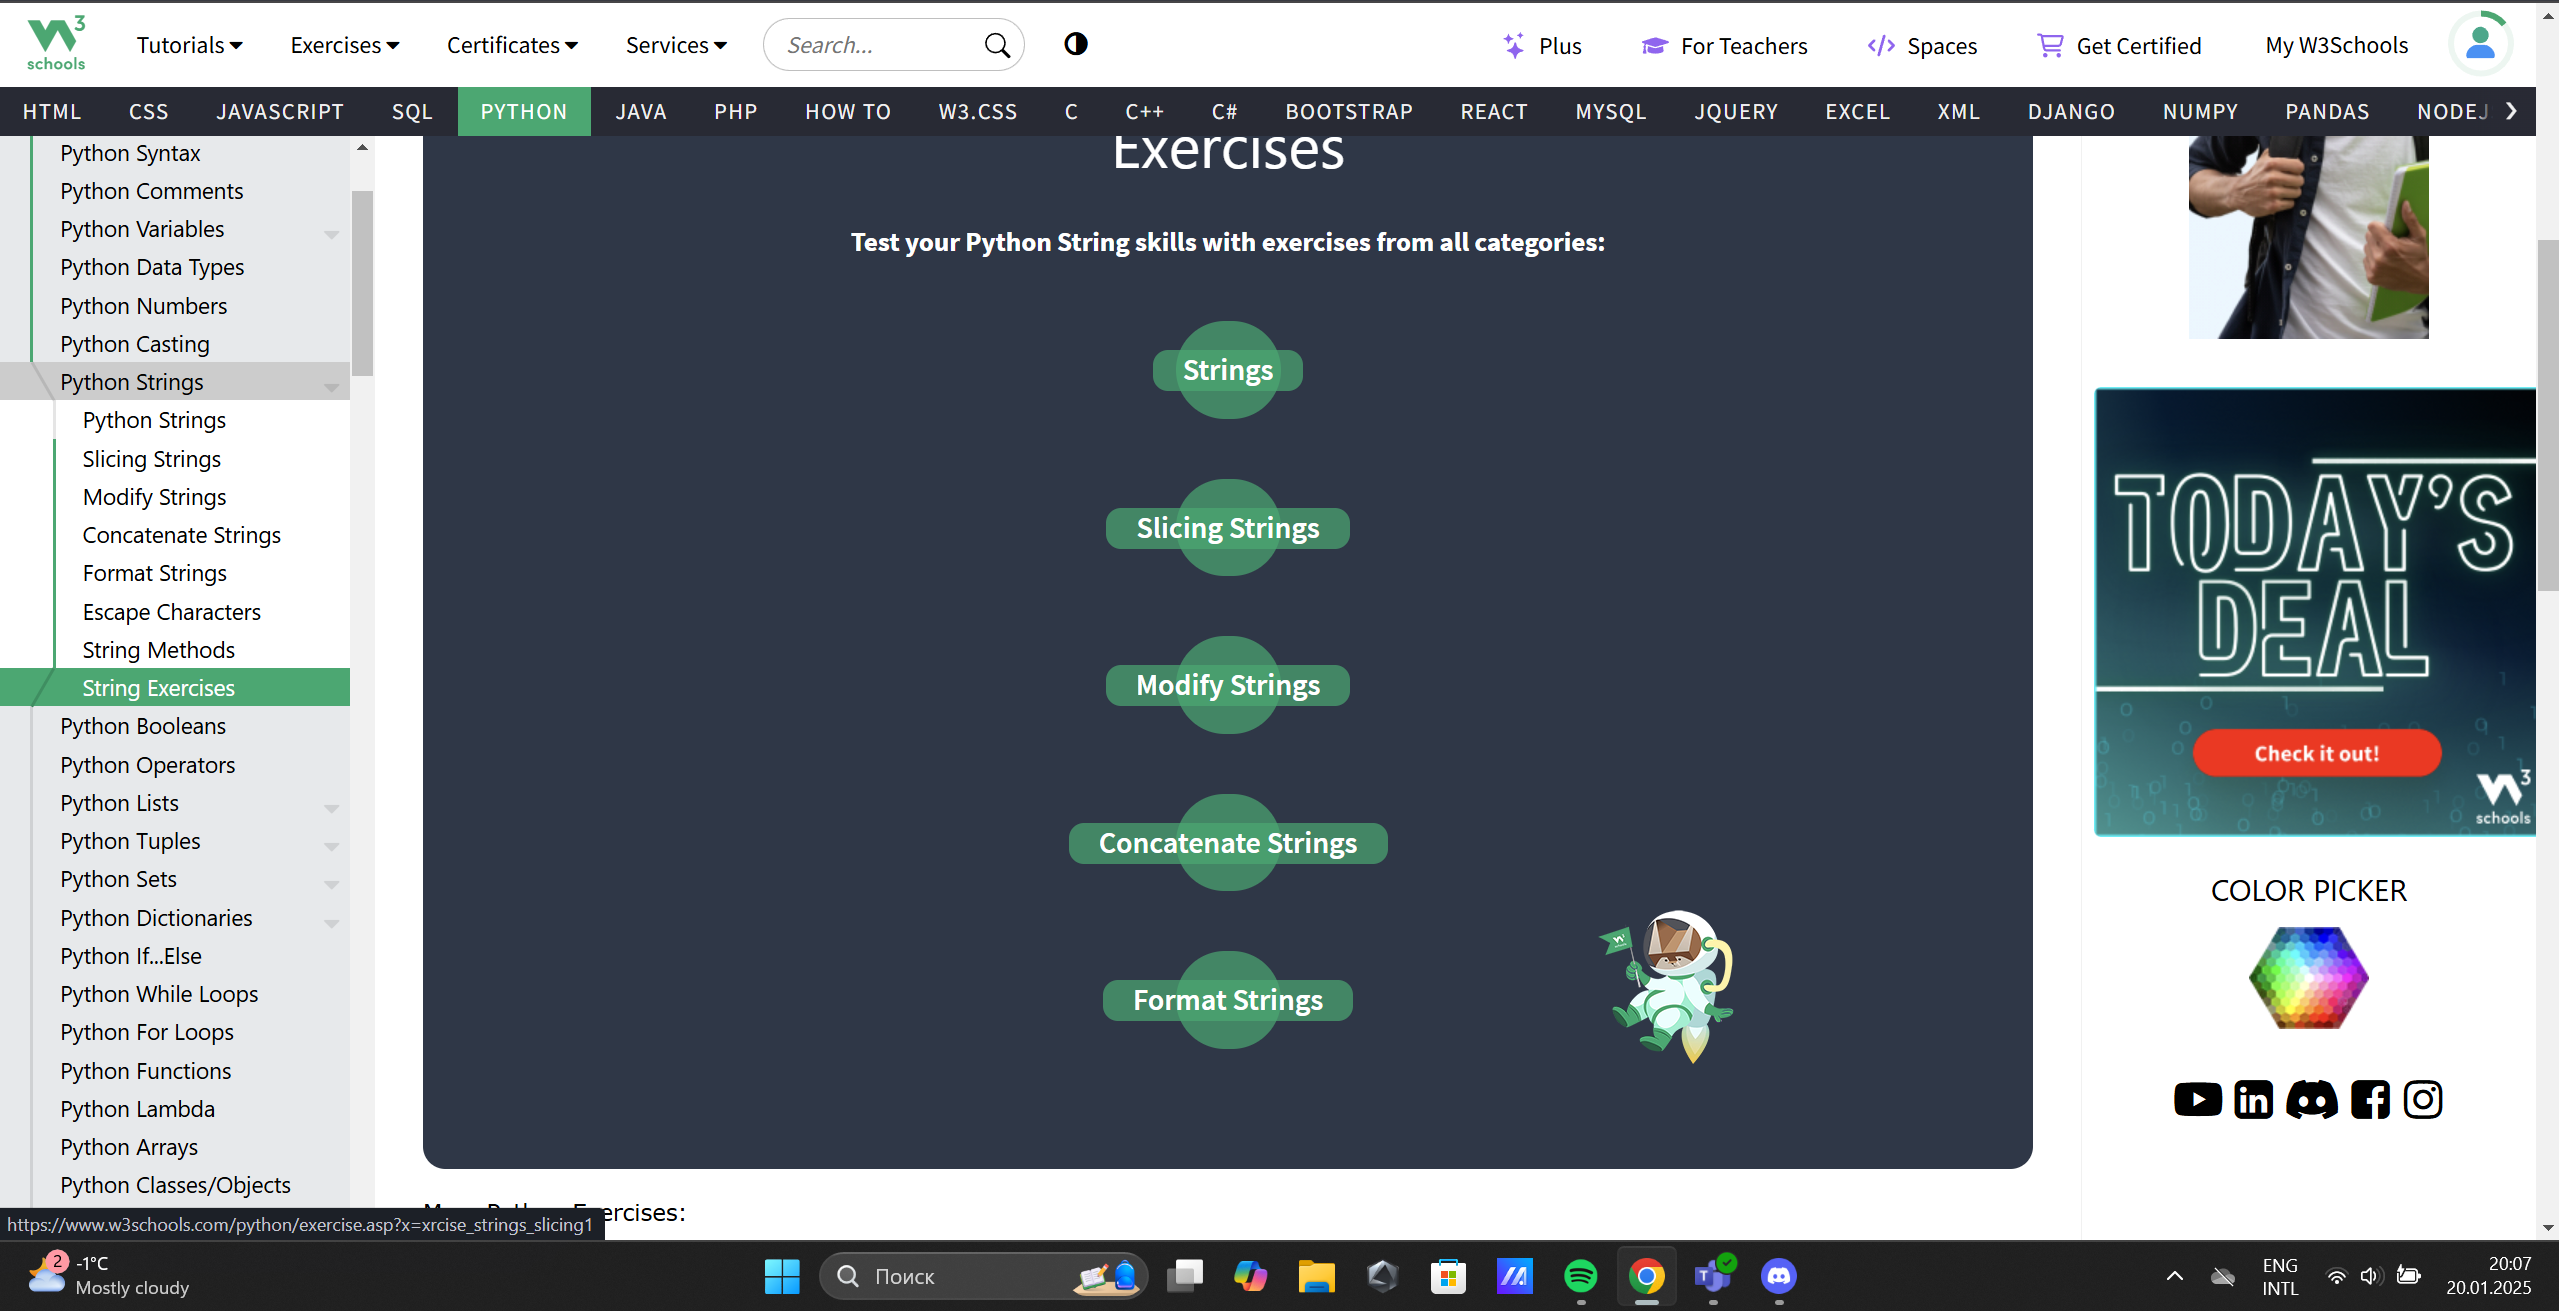 W3 schools
Tutorials Exercises Certificates Services Search... Plus For Teachers Spaces Get Certified My W3Schools
HTML CSS JAVASCRIPT SQL PYTHON JAVA PHP HOW TO W3.CSS C C++ C# BOOTSTRAP REACT MYSQL JQUERY EXCEL XML DJANGO NUMPY PANDAS NODEJ
Python Syntax
Python Comments
Python Variables
Python Data Types
Python Numbers
Python Casting
Python Strings
Python Strings
Slicing Strings
Modify Strings
Concatenate Strings
Format Strings
Escape Characters
String Methods
String Exercises
Python Booleans
Python Operators
Python Lists
Python Tuples
Python Sets
Python Dictionaries
Python If...Else
Python While Loops
Python For Loops
Python Functions
Python Lambda
Python Arrays
Python Classes/Objects
Exercises
Test your Python String skills with exercises from all categories:
Strings
Slicing Strings
Modify Strings
Concatenate Strings
Format Strings
ercises:
TODAY'S
DEAL
Check it out!
W3 schools
COLOR PICKER
https://www.w3schools.com/python/exercise.asp?x=xrcise_strings_slicing1
2
-1°C
Mostly cloudy
Поиск
ENG
INTL
20:07
20.01.2025